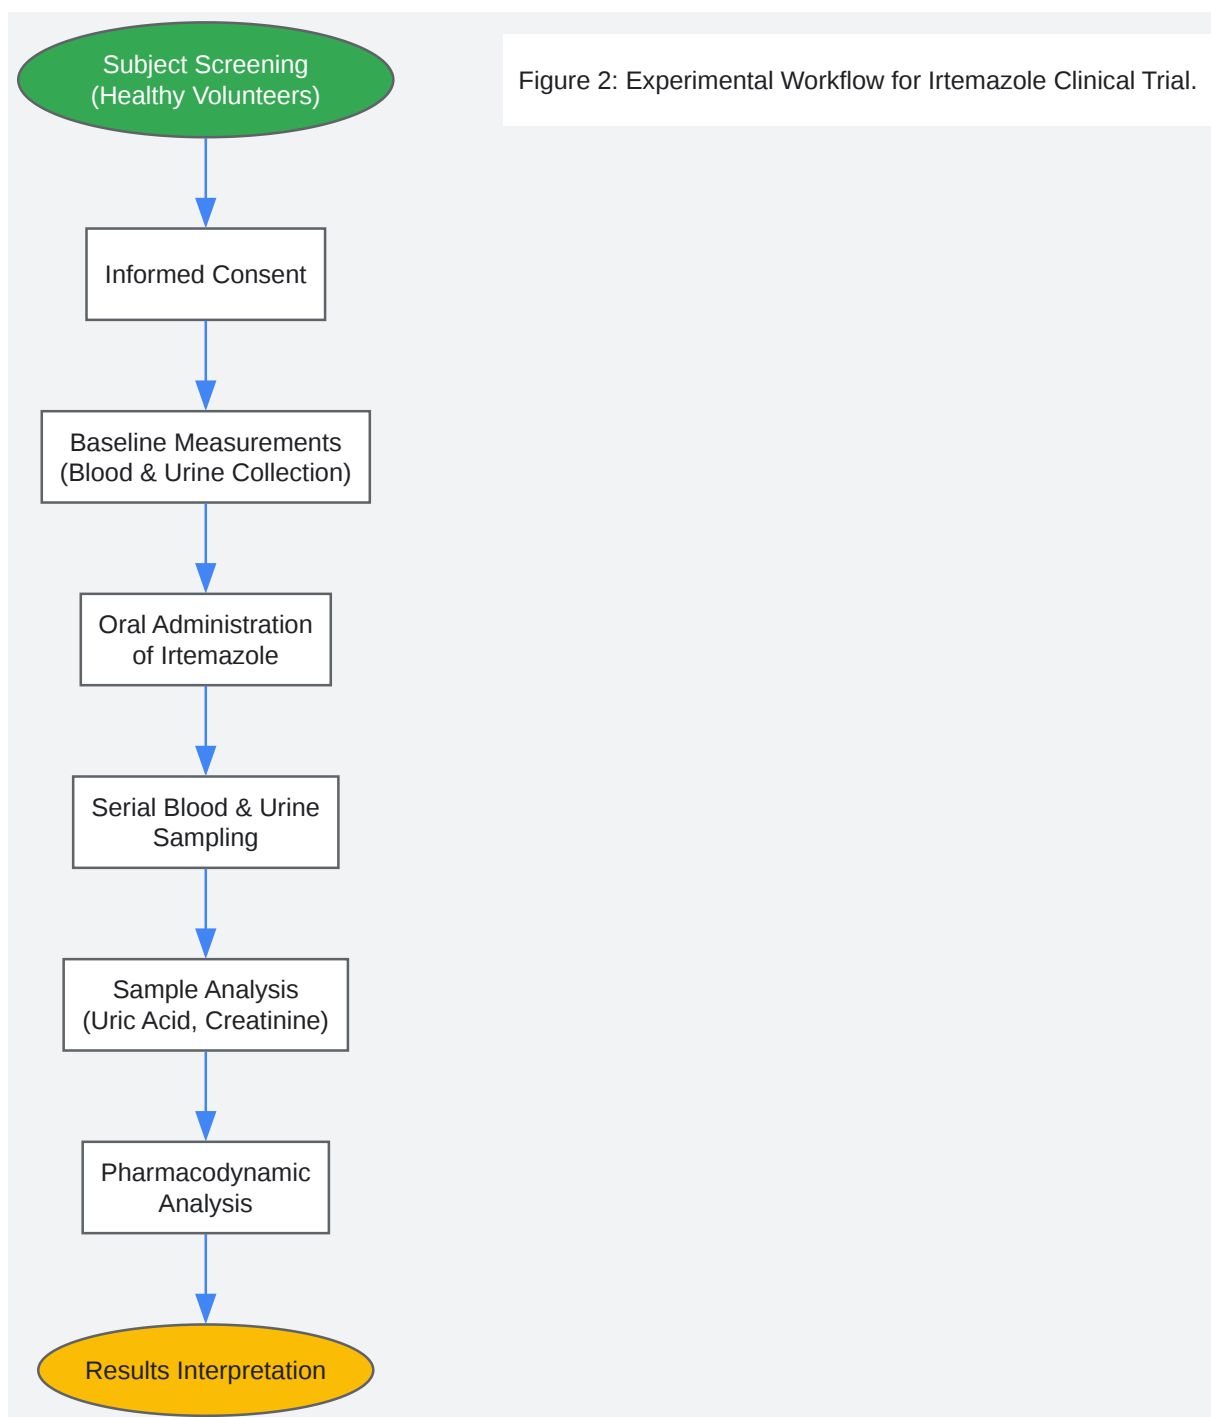 Subject Screening
(Healthy Volunteers)
Figure 2: Experimental Workflow for Irtemazole Clinical Trial.
Informed Consent
Baseline Measurements
(Blood & Urine Collection)
Oral Administration
of Irtemazole
Serial Blood & Urine
Sampling
Sample Analysis
(Uric Acid, Creatinine)
Pharmacodynamic
Analysis
Results Interpretation